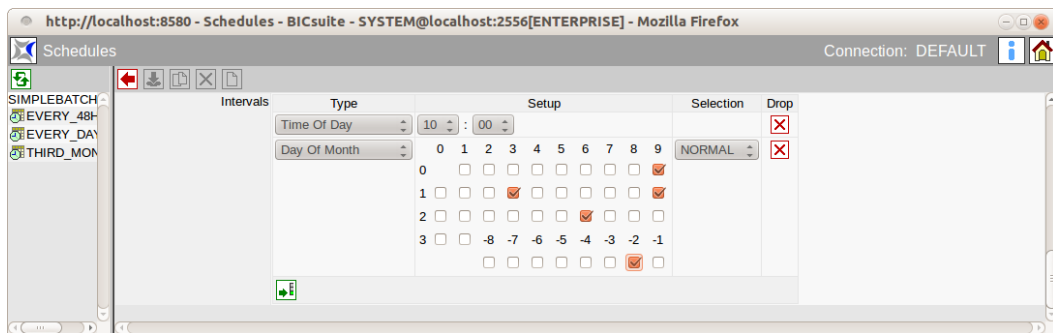 http://localhost:8580 - Schedules - BICsuite - SYSTEM@localhost:2556[ENTERPRISE] - Mozilla Firefox
Schedules Connection: DEFAULT
SIMPLEBATCH
EVERY_48H
EVERY_DAY
THIRD_MON
Intervals Type Setup Selection Drop
Time Of Day 10 : 00
Day Of Month 0 1 2 3 4 5 6 7 8 9 NORMAL
0
1
2
3 -8 -7 -6 -5 -4 -3 -2 -1